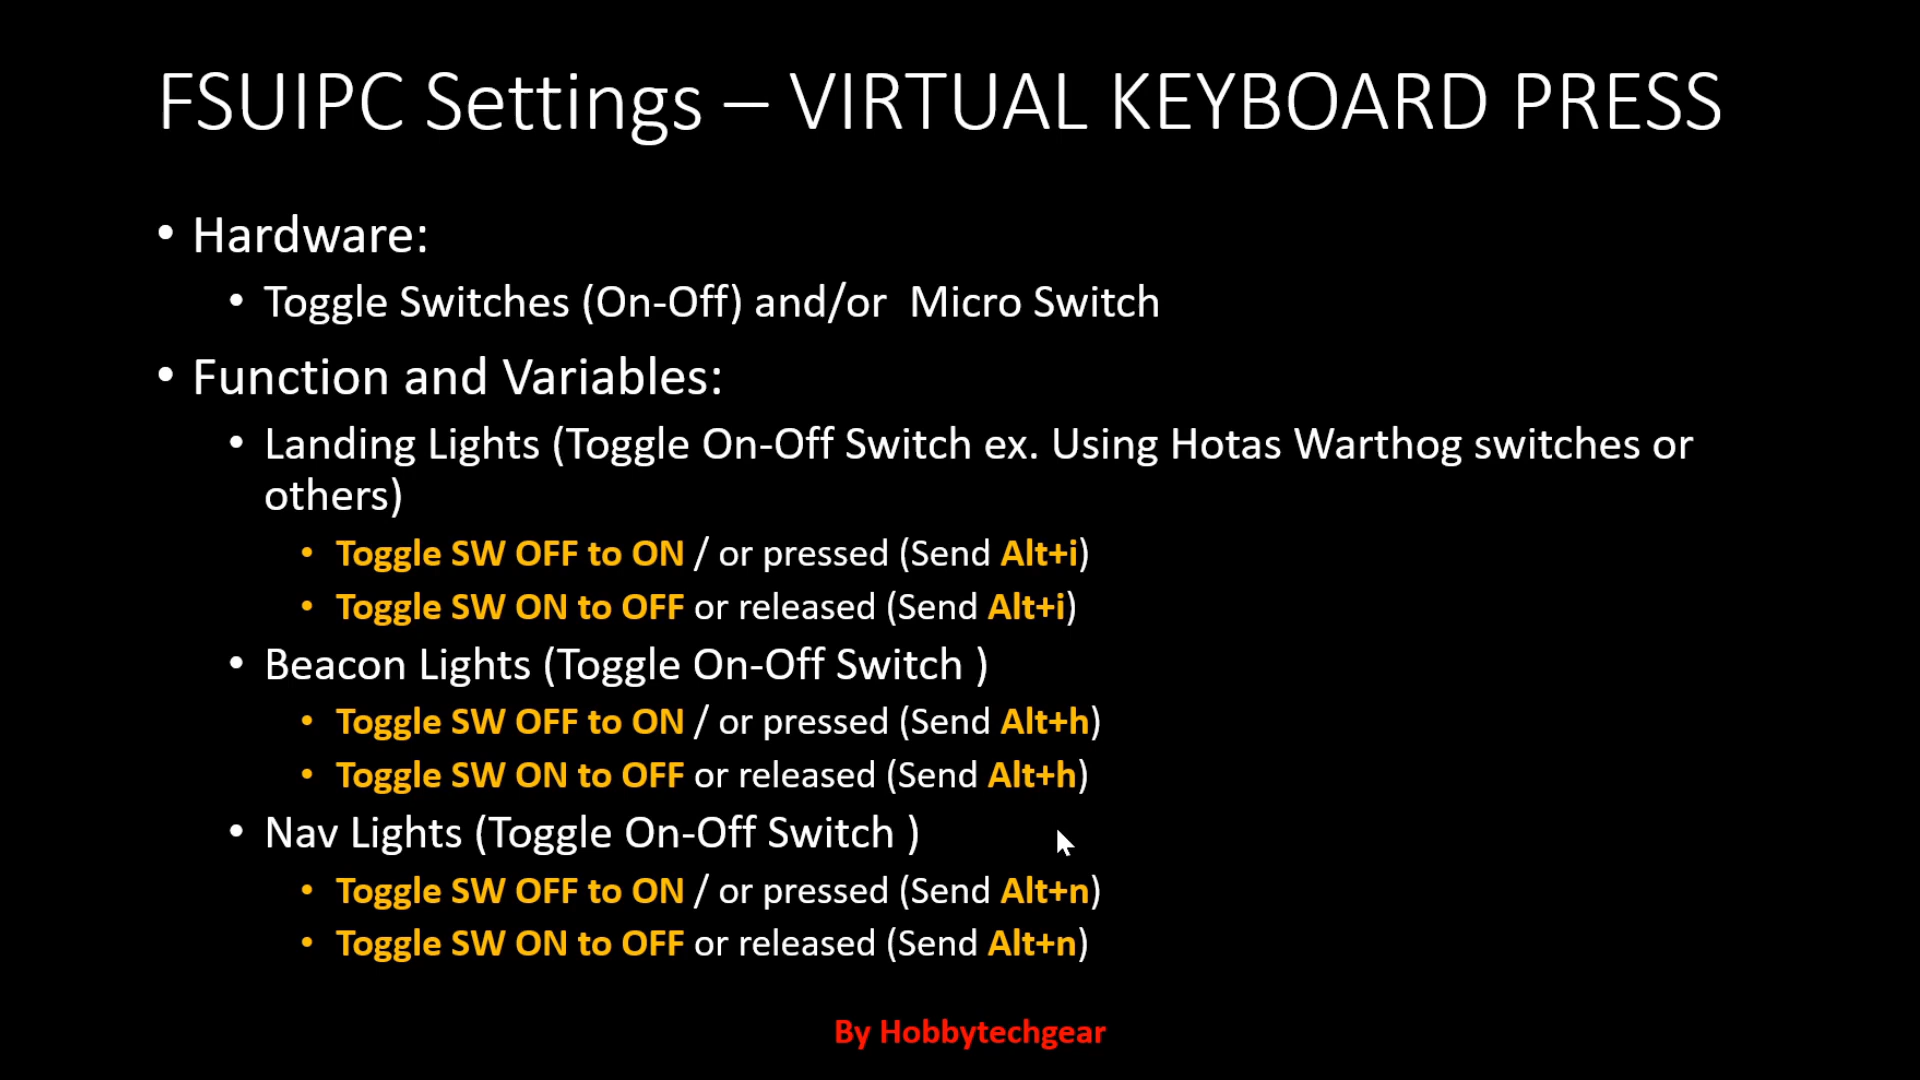 FSUIPC Settings – VIRTUAL KEYBOARD PRESS
• Hardware:
• Toggle Switches (On-Off) and/or  Micro Switch
• Function and Variables:
• Landing Lights (Toggle On-Off Switch ex. Using Hotas Warthog switches or
others)
• Toggle SW OFF to ON / or pressed (Send Alt+i)
• Toggle SW ON to OFF or released (Send Alt+i)
• Beacon Lights (Toggle On-Off Switch )
• Toggle SW OFF to ON / or pressed (Send Alt+h)
• Toggle SW ON to OFF or released (Send Alt+h)
• Nav Lights (Toggle On-Off Switch )
• Toggle SW OFF to ON / or pressed (Send Alt+n)
• Toggle SW ON to OFF or released (Send Alt+n)
By Hobbytechgear